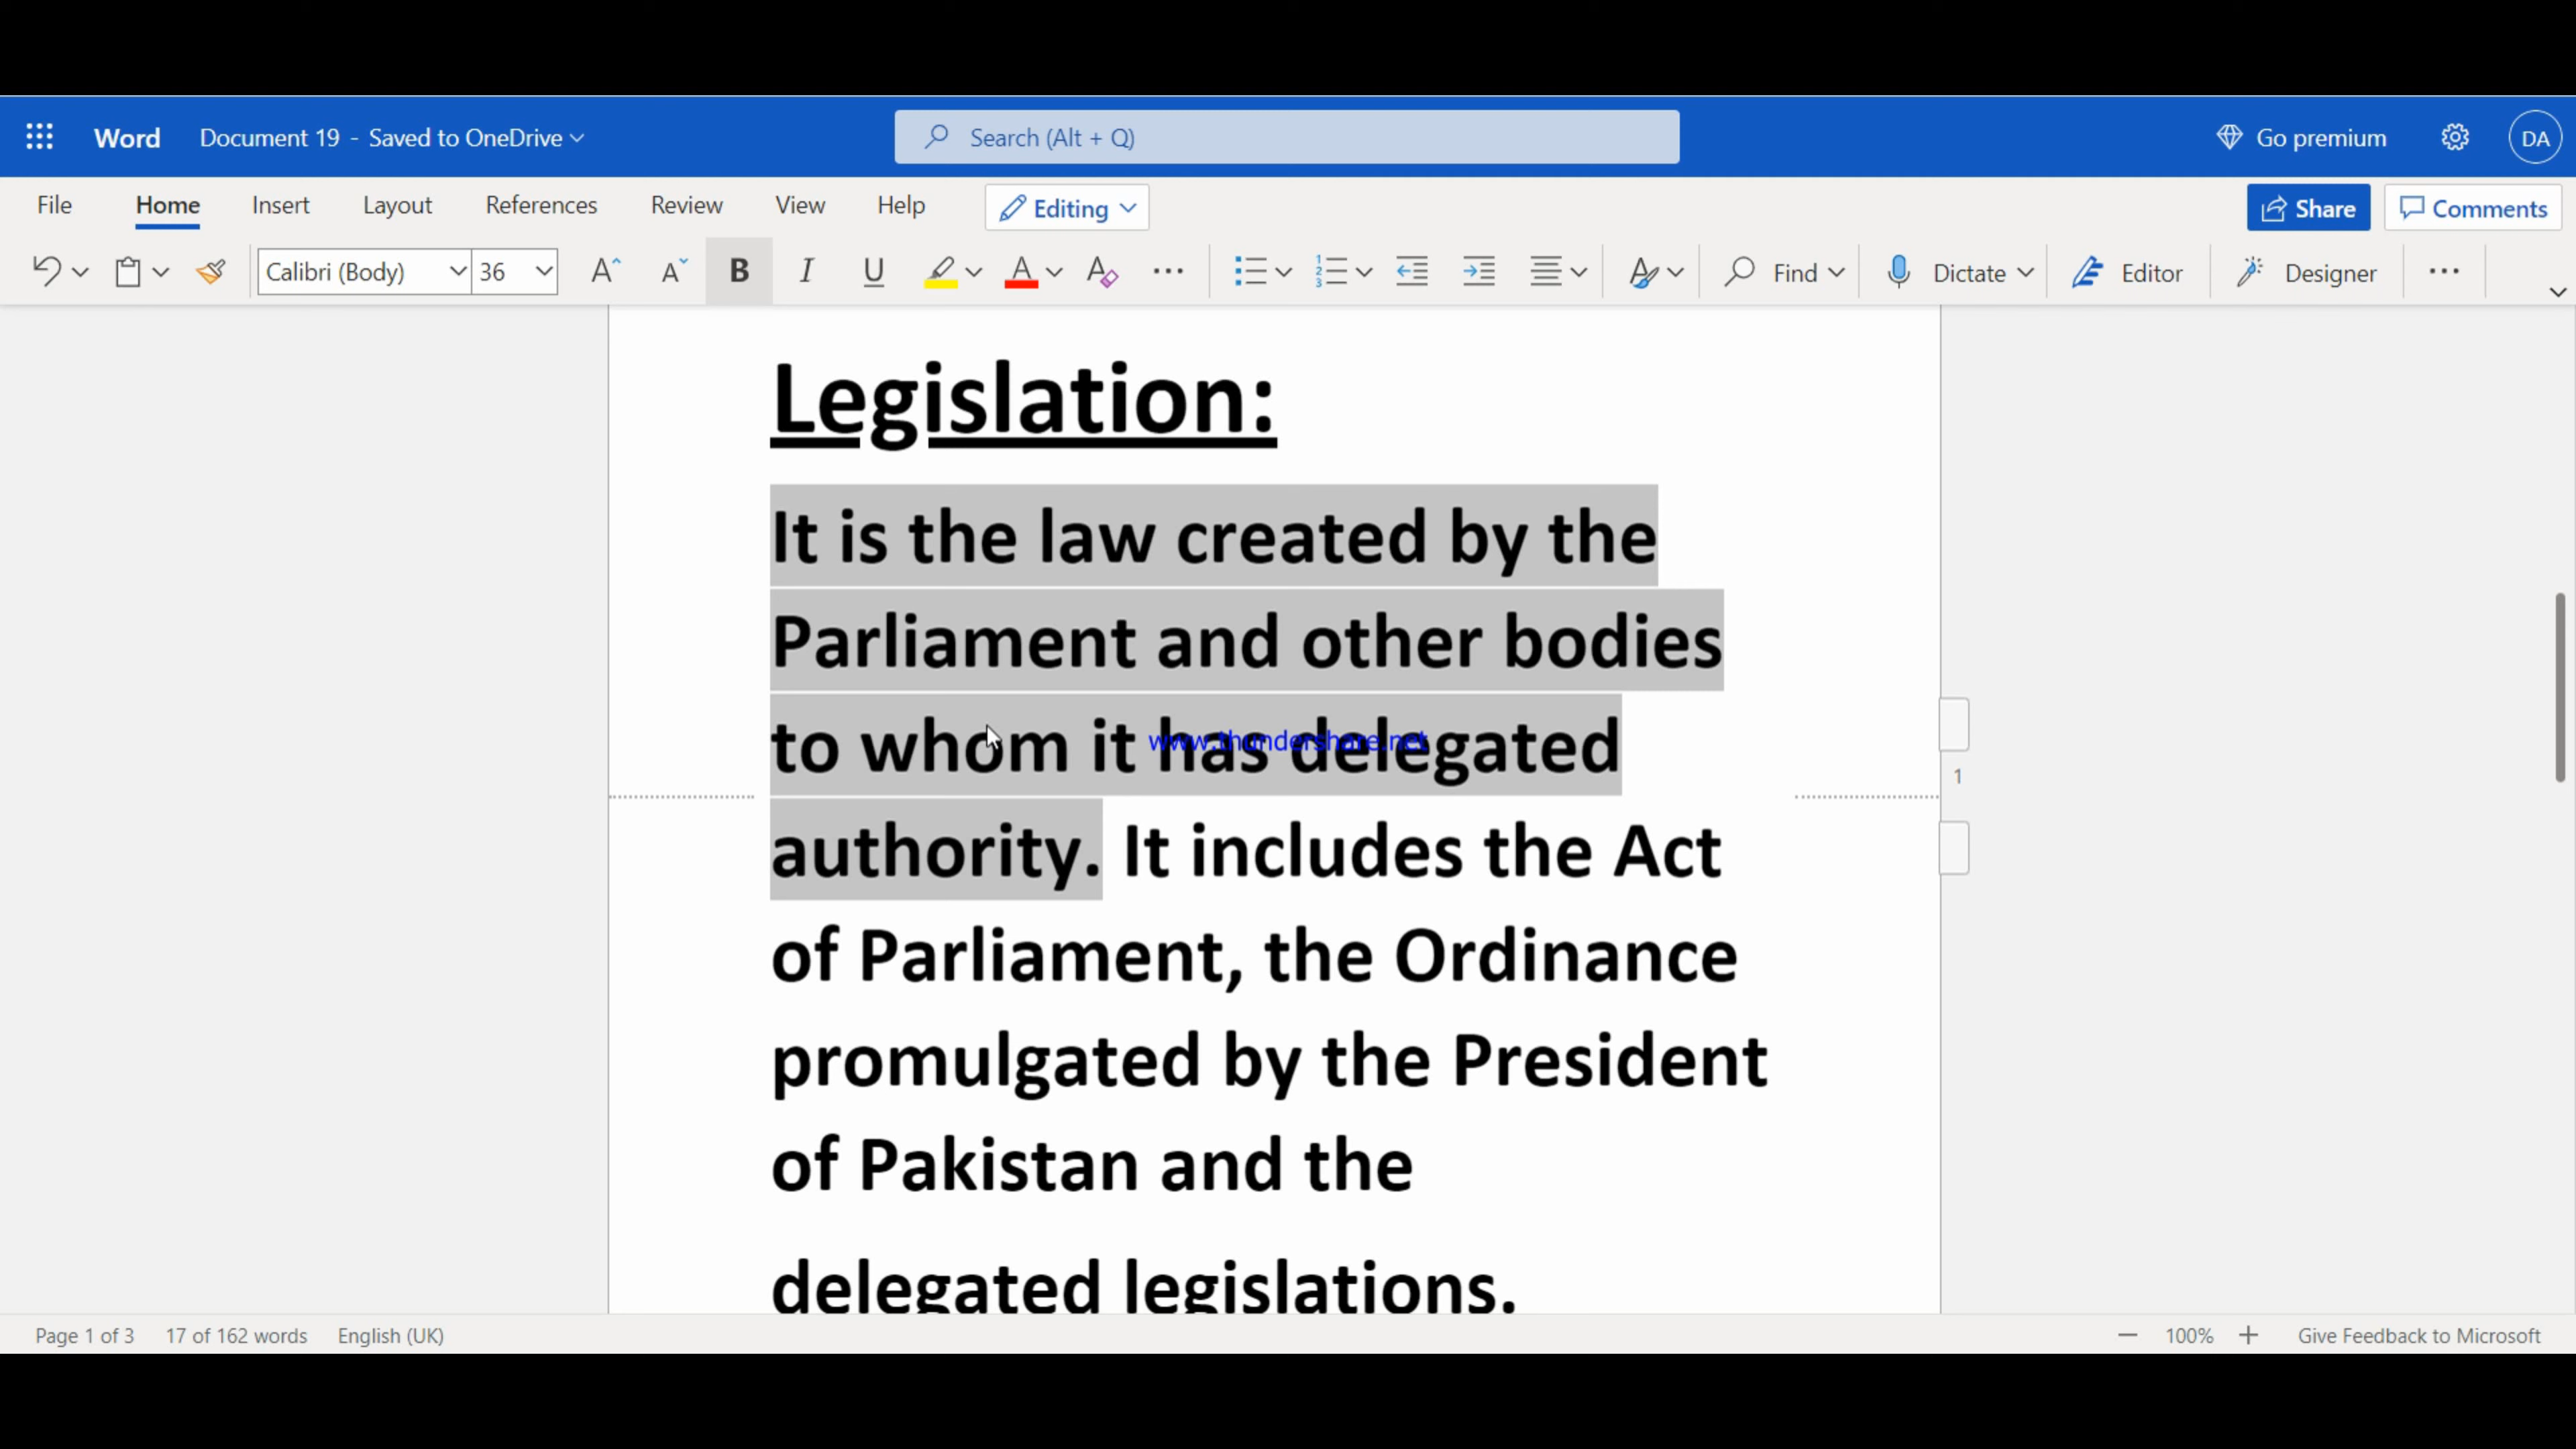 Word Document 19 - Saved to OneDrive Search (Alt + Q) Go premium DA
File Home Insert Layout References Review View Help Editing Share Comments
Calibri (Body) 36 B I U Find Dictate Editor Designer
Legislation:
It is the law created by the
Parliament and other bodies
to whom it has delegated
www.thundershare.net
1
authority. It includes the Act
of Parliament, the Ordinance
promulgated by the President
of Pakistan and the
delegated legislations.
Page 1 of 3 17 of 162 words English (UK) 100% Give Feedback to Microsoft